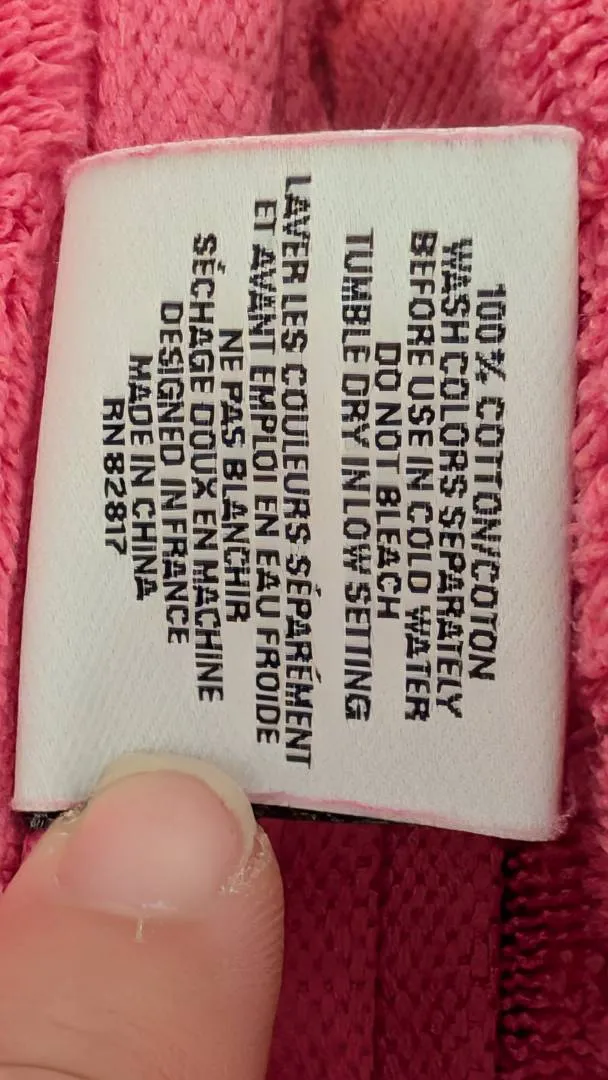 100% COTTON/COTON
WASH COLORS SEPARATELY
BEFORE USE IN COLD WATER
DO NOT BLEACH
TUMBLE DRY IN LOW SETTING
LAVER LES COULEURS SÉPARÉMENT
ET AVANT EMPLOI EN EAU FROIDE
NE PAS BLANCHIR
SÉCHAGE DOUX EN MACHINE
DESIGNED IN FRANCE
MADE IN CHINA
RN 82817